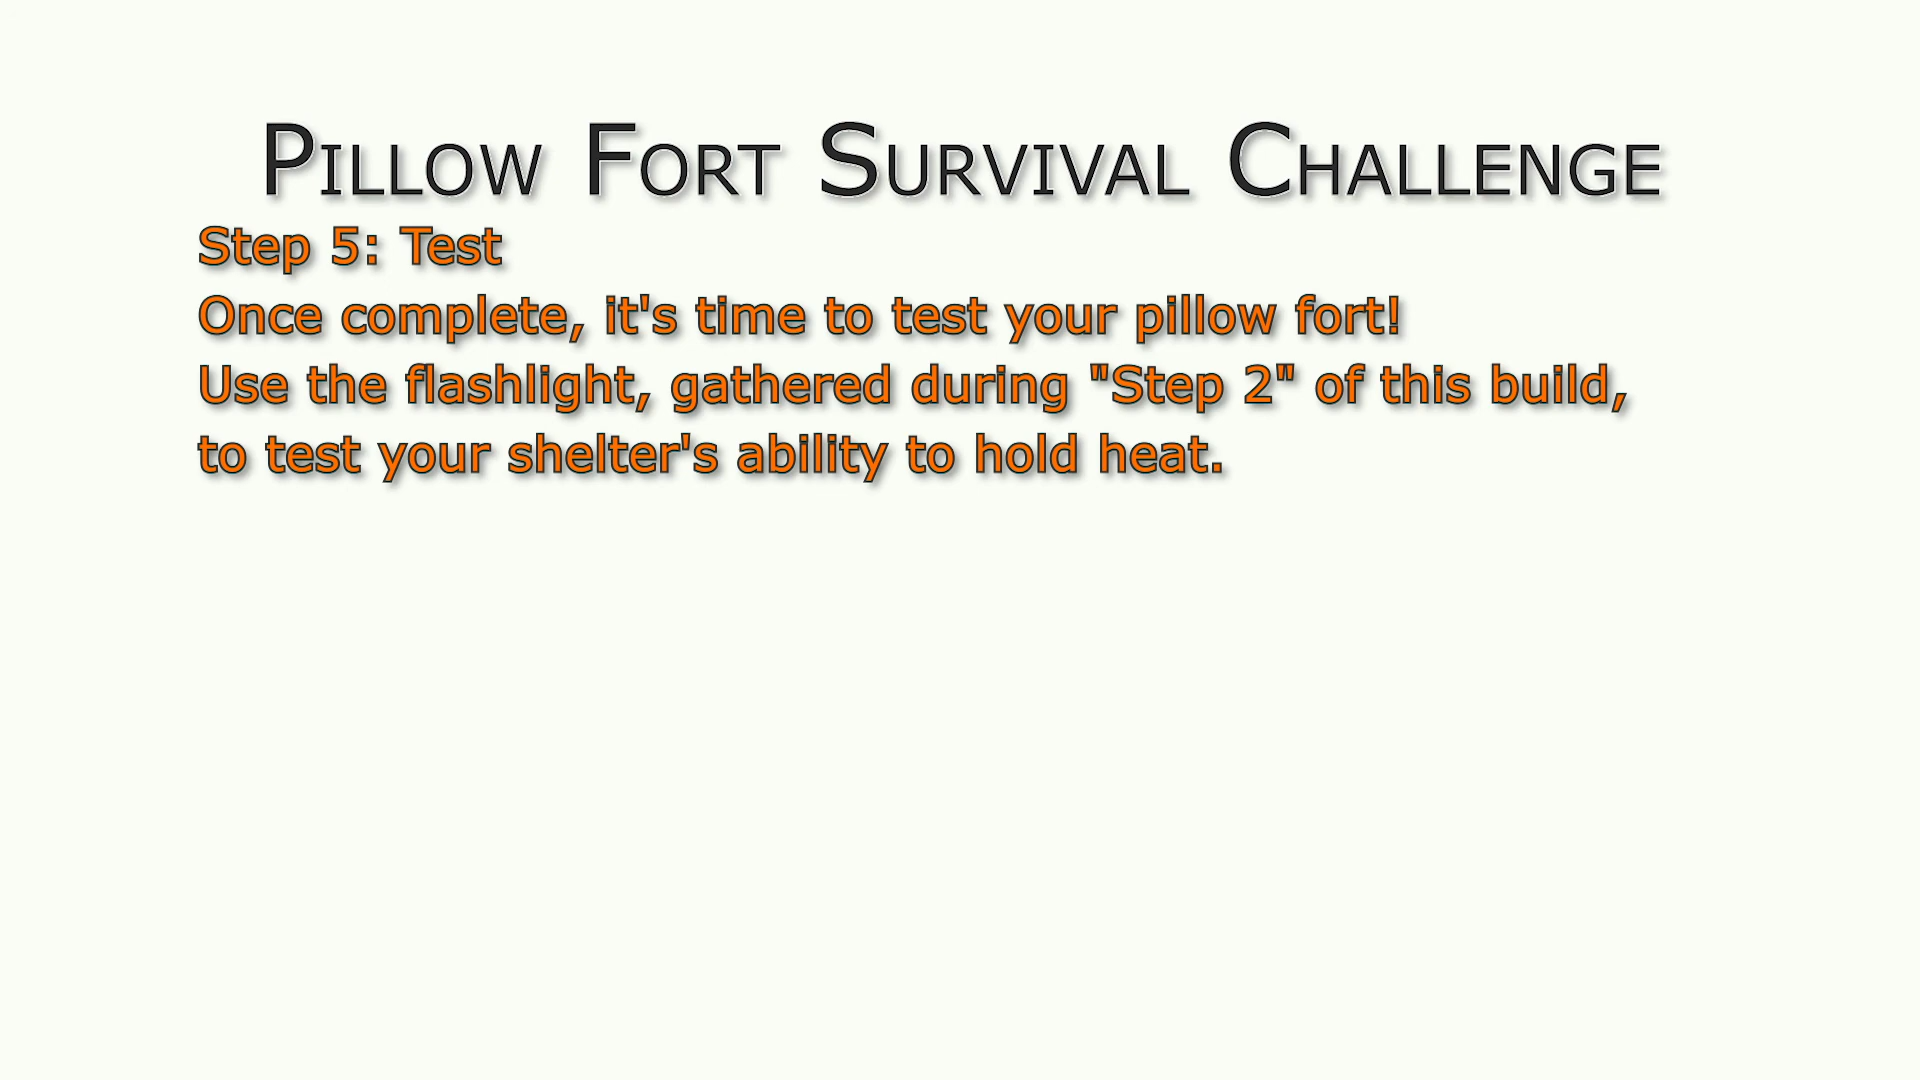 Pillow Fort Survival Challenge
Step 5: Test
Once complete, it's time to test your pillow fort!
Use the flashlight, gathered during "Step 2" of this build,
to test your shelter's ability to hold heat.